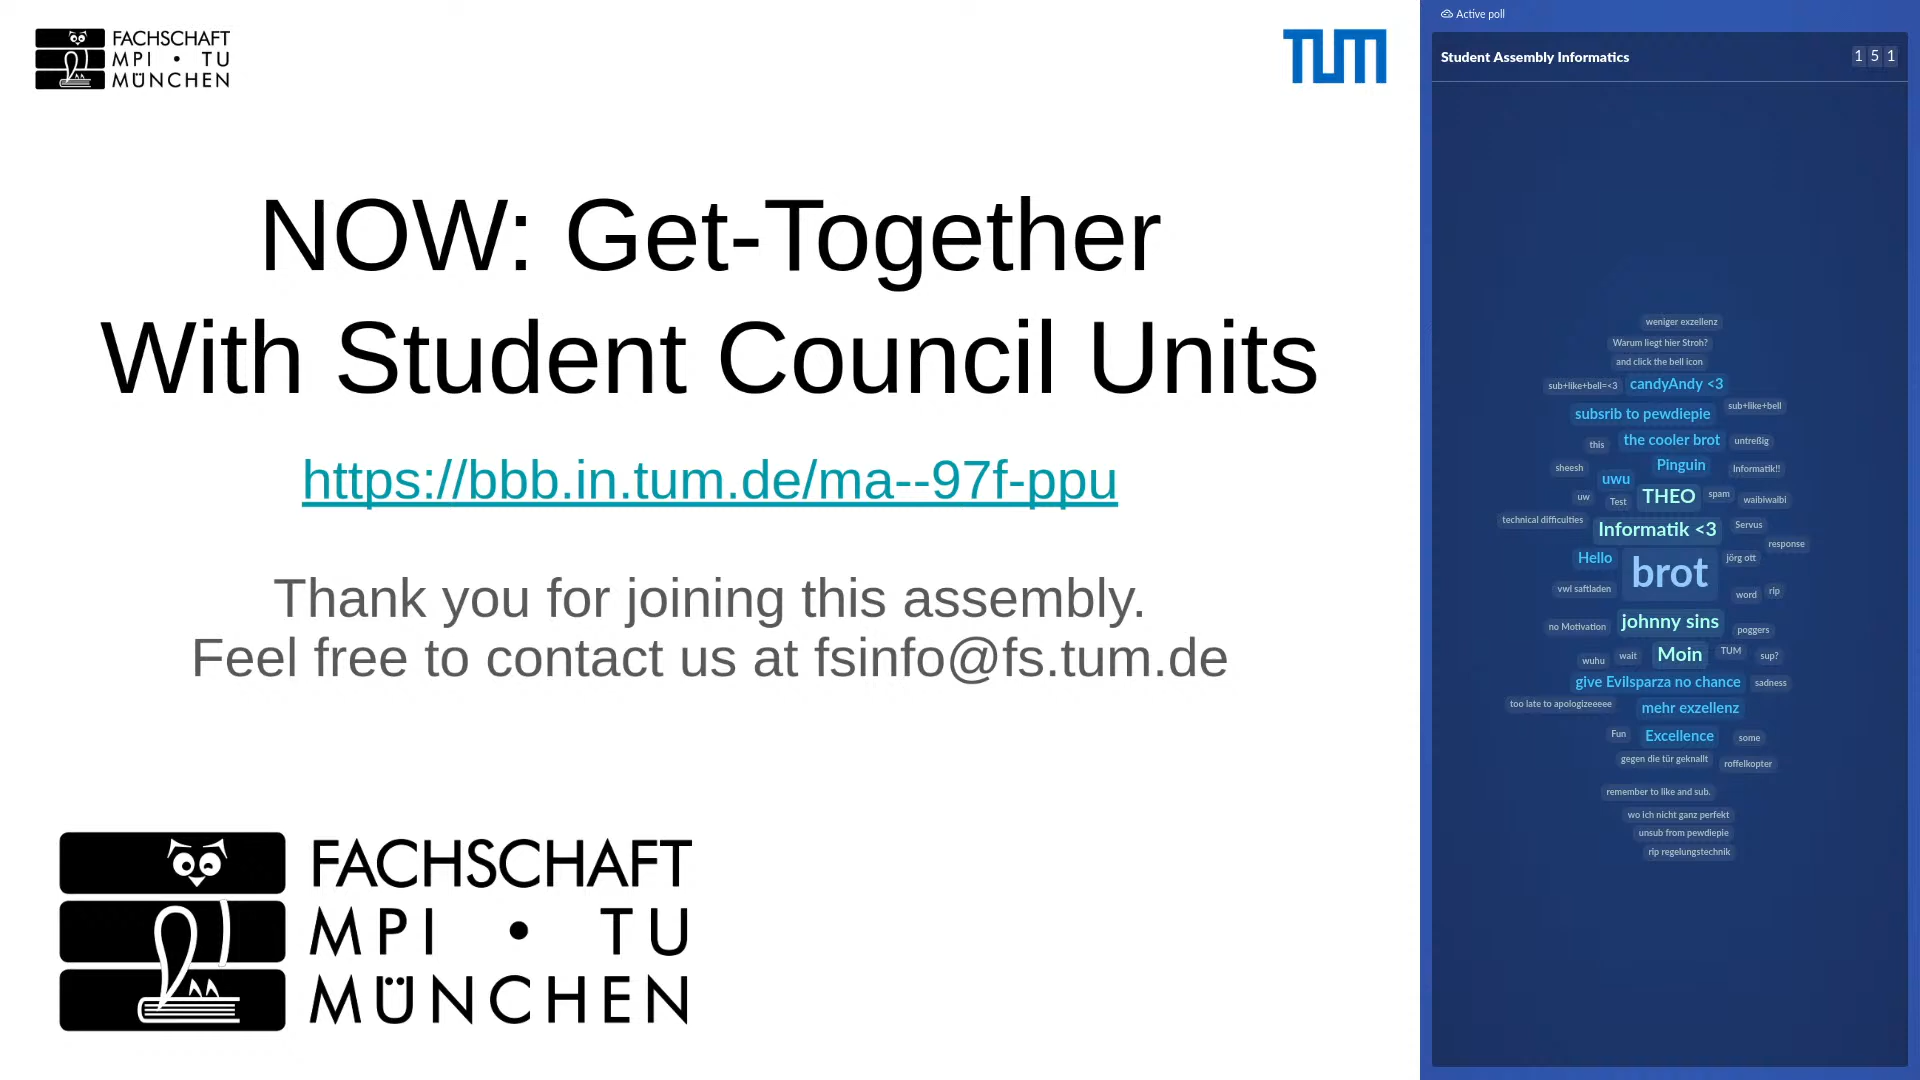 FACHSCHAFT
MPI • TU
MÜNCHEN
TUM
NOW: Get-Together
With Student Council Units
https://bbb.in.tum.de/ma--97f-ppu
Thank you for joining this assembly.
Feel free to contact us at fsinfo@fs.tum.de
FACHSCHAFT
MPI • TU
MÜNCHEN
Active poll
Student Assembly Informatics 151
weniger exzellenz
Warum liegt hier Stroh?
and click the bell icon
sub+like+bell=<3 candyAndy <3
subsrib to pewdiepie sub+like+bell
this the cooler brot untreßig
sheesh Pinguin Informatik!!
uwu
uw Test THEO spam waibiwaibi
technical difficulties Informatik <3 Servus
response
Hello brot jörg ott
vwl saftladen word rip
no Motivation johnny sins poggers
wuhu wait Moin TUM sup?
give Evilsparza no chance sadness
too late to apologizeeeee mehr exzellenz
Fun Excellence some
gegen die tür geknallt roffelkopter
remember to like and sub.
wo ich nicht ganz perfekt
unsub from pewdiepie
rip regelungstechnik